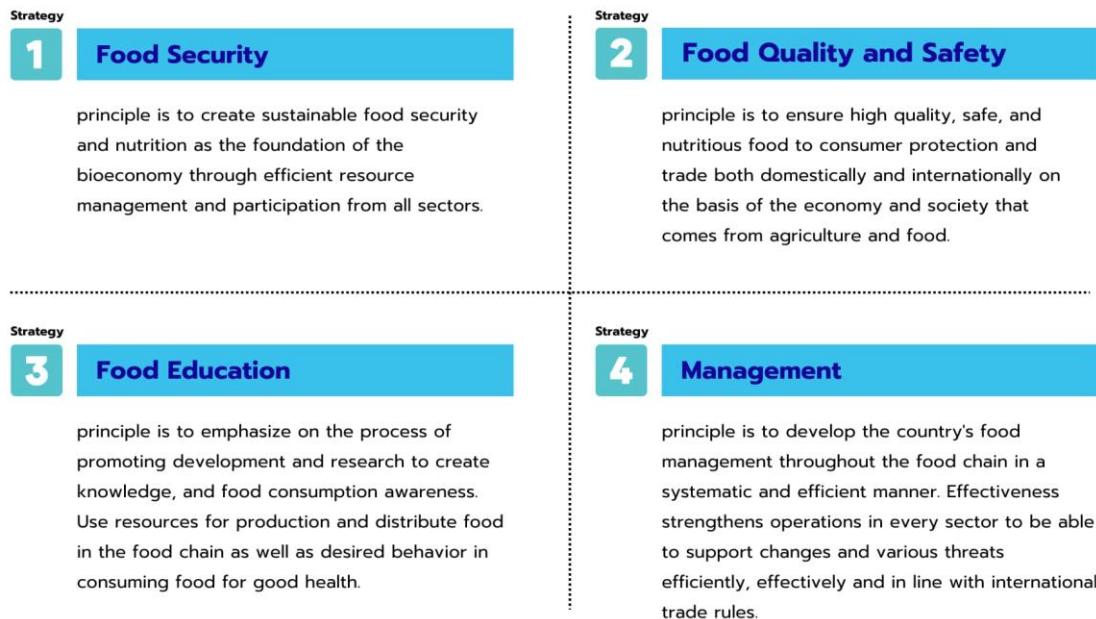 Strategy
1 Food Security
principle is to create sustainable food security
and nutrition as the foundation of the
bioeconomy through efficient resource
management and participation from all sectors.
Strategy
2 Food Quality and Safety
principle is to ensure high quality, safe, and
nutritious food to consumer protection and
trade both domestically and internationally on
the basis of the economy and society that
comes from agriculture and food.
Strategy
3 Food Education
principle is to emphasize on the process of
promoting development and research to create
knowledge, and food consumption awareness.
Use resources for production and distribute food
in the food chain as well as desired behavior in
consuming food for good health.
Strategy
4 Management
principle is to develop the country's food
management throughout the food chain in a
systematic and efficient manner. Effectiveness
strengthens operations in every sector to be able
to support changes and various threats
efficiently, effectively and in line with international
trade rules.